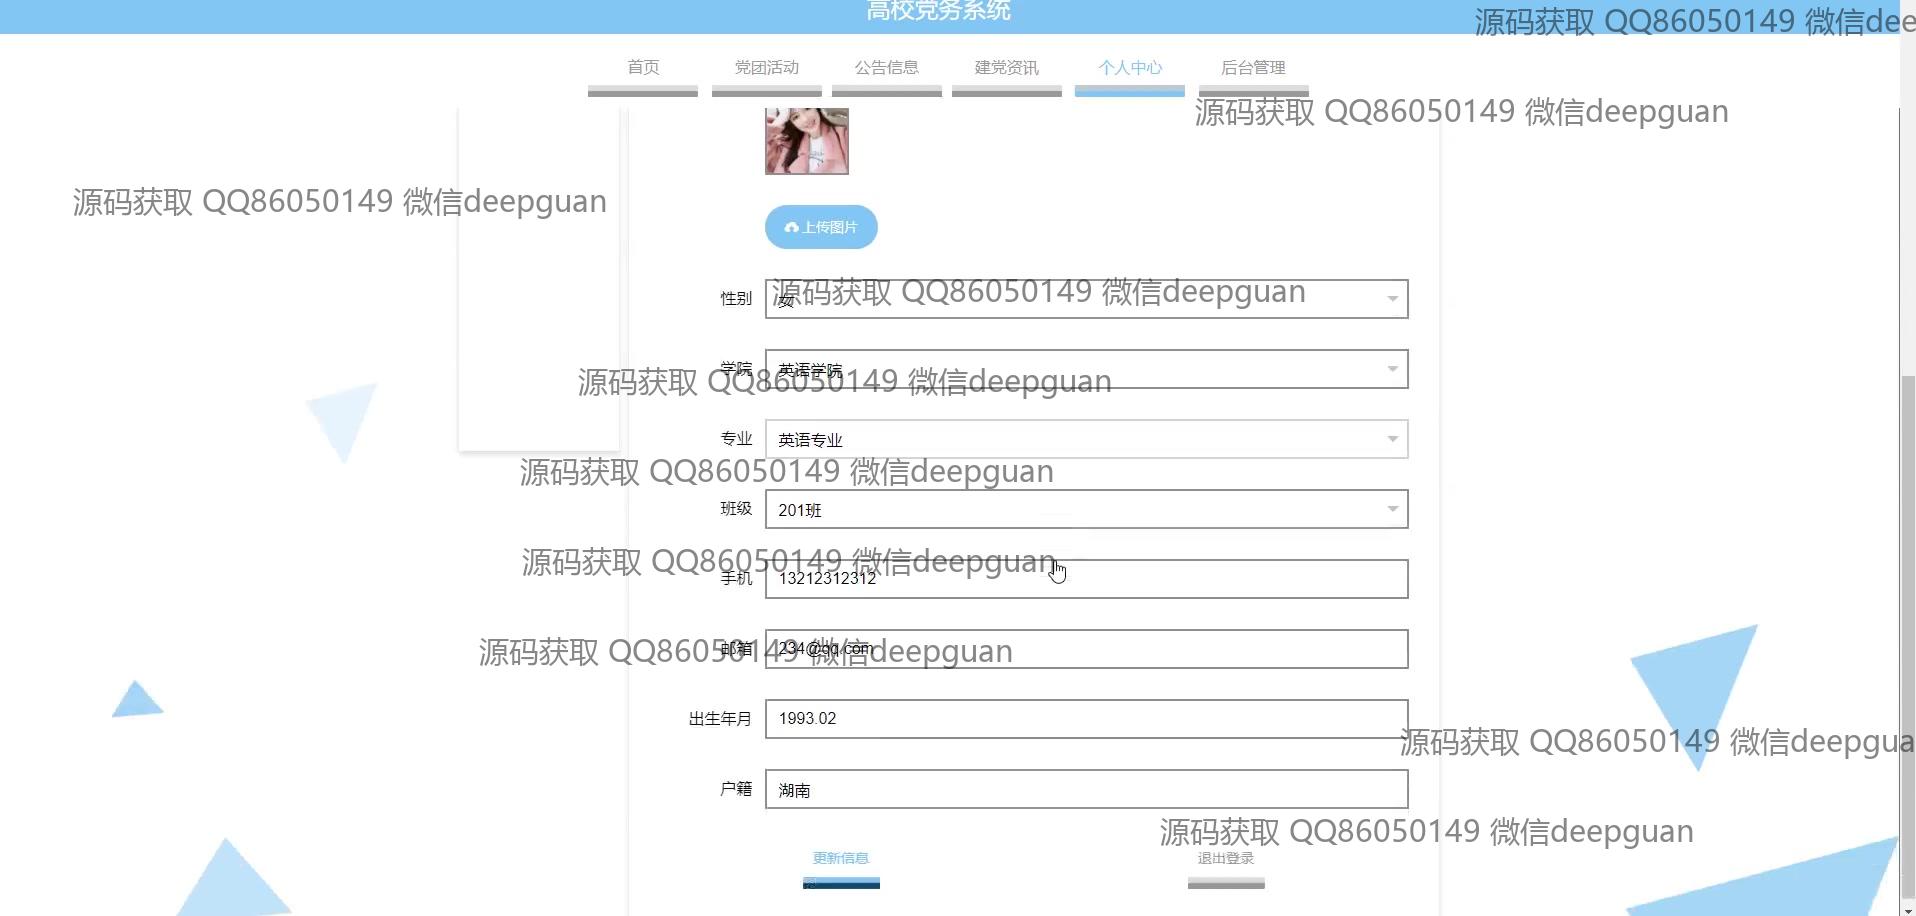 高校党务系统
源码获取 QQ86050149 微信dee
首页
党团活动
公告信息
建党资讯
个人中心
后台管理
源码获取 QQ86050149 微信deepguan
源码获取 QQ86050149 微信deepguan
上传图片
性别 女
源码获取 QQ86050149 微信deepguan
学院 英语学院
源码获取 QQ86050149 微信deepguan
专业 英语专业
源码获取 QQ86050149 微信deepguan
班级 201班
源码获取 QQ86050149 微信deepguan
手机 13212312312
邮箱 234@qq.com
源码获取 QQ86050149 微信deepguan
出生年月 1993.02
源码获取 QQ86050149 微信deepgua
户籍 湖南
源码获取 QQ86050149 微信deepguan
更新信息
退出登录